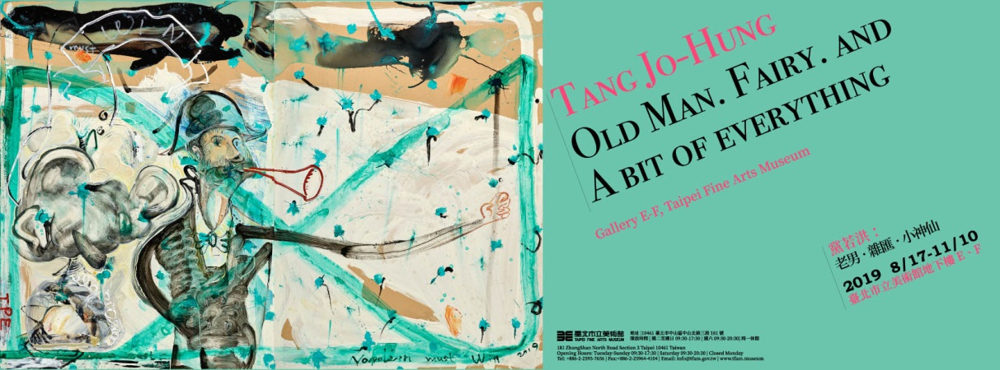 WIN
TPE
Napoleon must Win 2019
TANG JO-HUNG
OLD MAN. FAIRY. AND
A BIT OF EVERYTHING
Gallery E-F, Taipei Fine Arts Museum
黨若洪：
老男·雜匯·小神仙
2019 8/17-11/10
臺北市立美術館地下樓 E、F
臺北市立美術館
TAIPEI FINE ARTS MUSEUM
地址 |10461 臺北市中山區中山北路三段 181 號
開放時間 | 週二至週日 09:30-17:30 | 週六 09:30-20:30| 周一休館
181 ZhongShan North Road Section 3 Taipei 10461 Taiwan
Opening Hours: Tuesday-Sunday 09:30-17:30 | Saturday 09:30-20:30 | Closed Monday
Tel: +886-2-2595-7656 | Fax:+886-2-25964-4104 | Email: info@tfam.gov.tw | www.tfam.museum